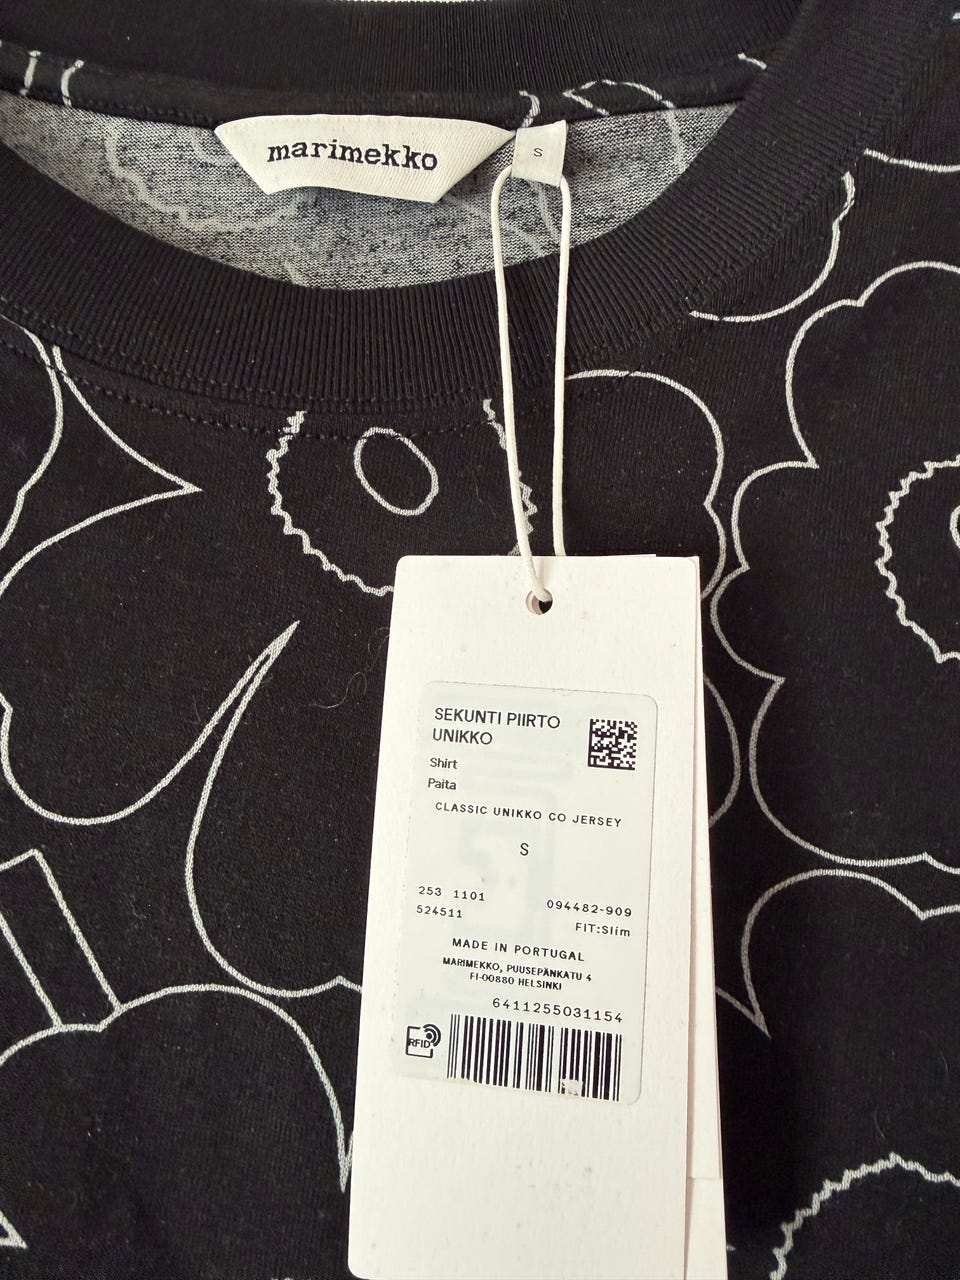 marimekko
S
SEKUNTI PIIRTO
UNIKKO
Shirt
Paita
CLASSIC UNIKKO CO JERSEY
S
253 1101
094482-909
524511
FIT:Slim
MADE IN PORTUGAL
MARIMEKKO, PUUSEPÄNKATU 4
FI-00880 HELSINKI
6411255031154
RFID